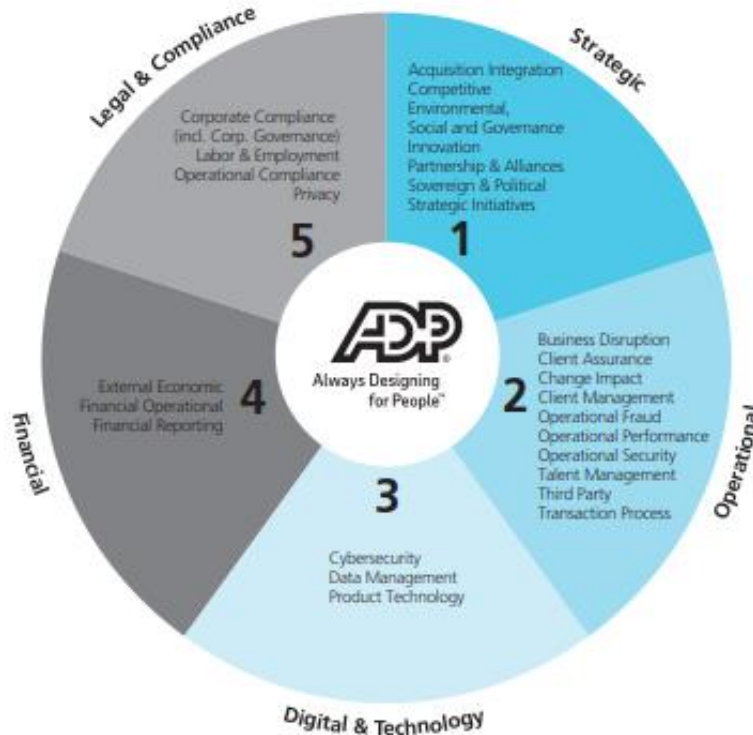 Legal & Compliance
Strategic
Corporate Compliance
(incl. Corp. Governance)
Labor & Employment
Operational Compliance
Privacy
5
Acquisition Integration
Competitive
Environmental,
Social and Governance
Innovation
Partnership & Alliances
Sovereign & Political
Strategic Initiatives
1
ADP®
Always Designing
for People™
External Economic
Financial Operational
Financial Reporting
4
Financial
2
Business Disruption
Client Assurance
Change Impact
Client Management
Operational Fraud
Operational Performance
Operational Security
Talent Management
Third Party
Transaction Process
Operational
3
Cybersecurity
Data Management
Product Technology
Digital & Technology